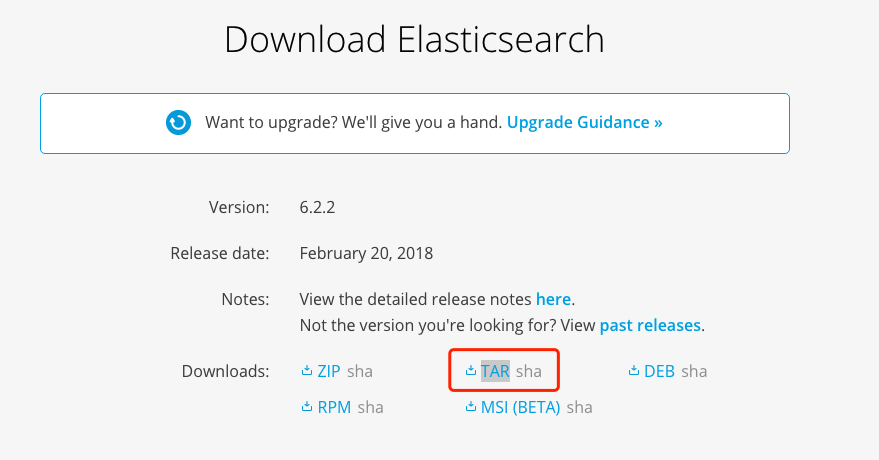 Download Elasticsearch
Want to upgrade? We'll give you a hand. Upgrade Guidance »
Version: 6.2.2
Release date: February 20, 2018
Notes: View the detailed release notes here.
Not the version you're looking for? View past releases.
Downloads: ZIP sha TAR sha DEB sha
RPM sha MSI (BETA) sha